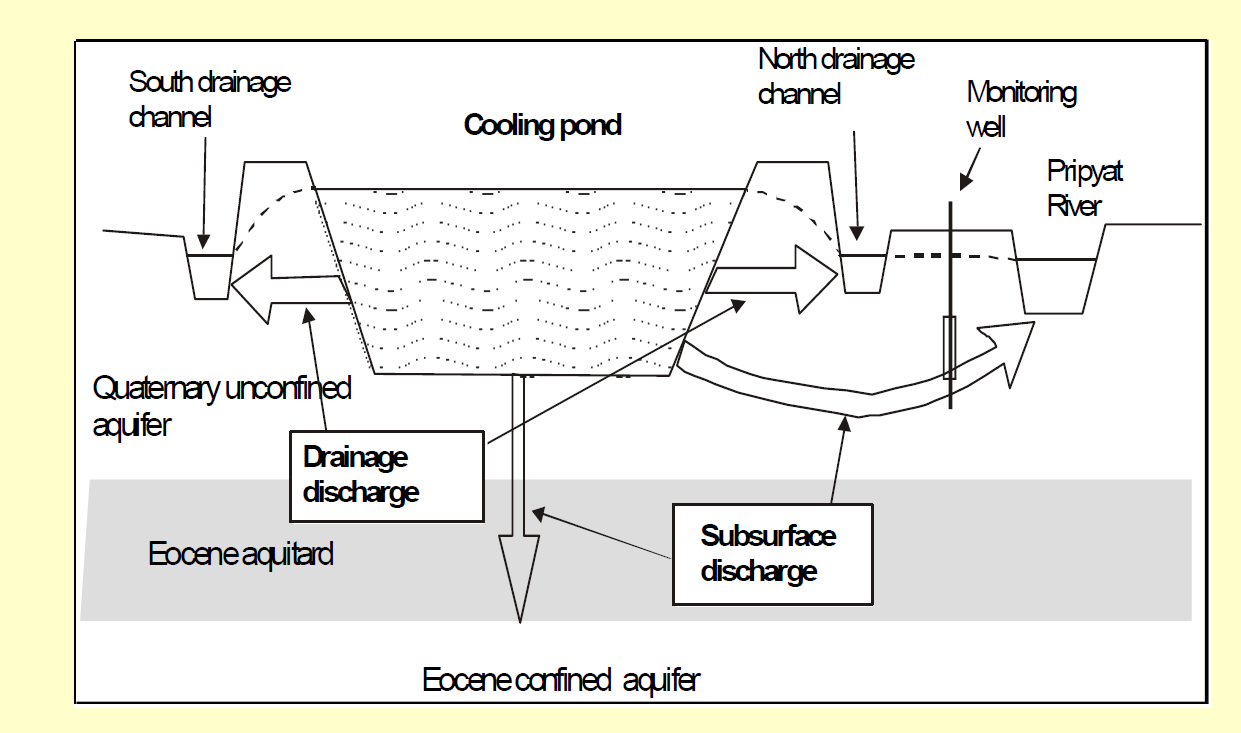 South drainage
channel
Cooling pond
North drainage
channel
Monitoring
well
Pripyat
River
Quaternary unconfined
aquifer
Drainage
discharge
Subsurface
discharge
Eocene aquitard
Eocene confined aquifer